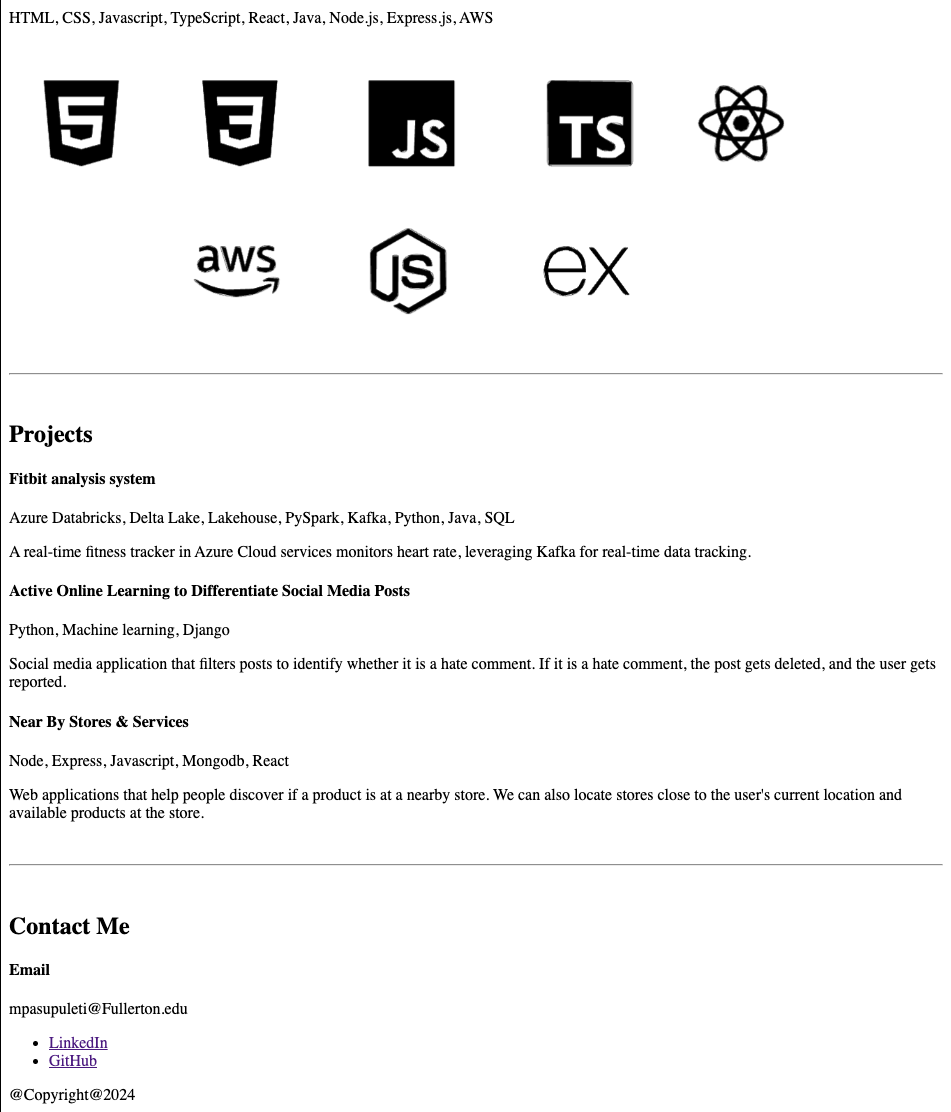 HTML, CSS, Javascript, TypeScript, React, Java, Node.js, Express.js, AWS
5 3 JS TS
aws JS ex
Projects
Fitbit analysis system
Azure Databricks, Delta Lake, Lakehouse, PySpark, Kafka, Python, Java, SQL
A real-time fitness tracker in Azure Cloud services monitors heart rate, leveraging Kafka for real-time data tracking.
Active Online Learning to Differentiate Social Media Posts
Python, Machine learning, Django
Social media application that filters posts to identify whether it is a hate comment. If it is a hate comment, the post gets deleted, and the user gets
reported.
Near By Stores & Services
Node, Express, Javascript, Mongodb, React
Web applications that help people discover if a product is at a nearby store. We can also locate stores close to the user's current location and
available products at the store.
Contact Me
Email
mpasupuleti@Fullerton.edu
• LinkedIn
• GitHub
@Copyright@2024